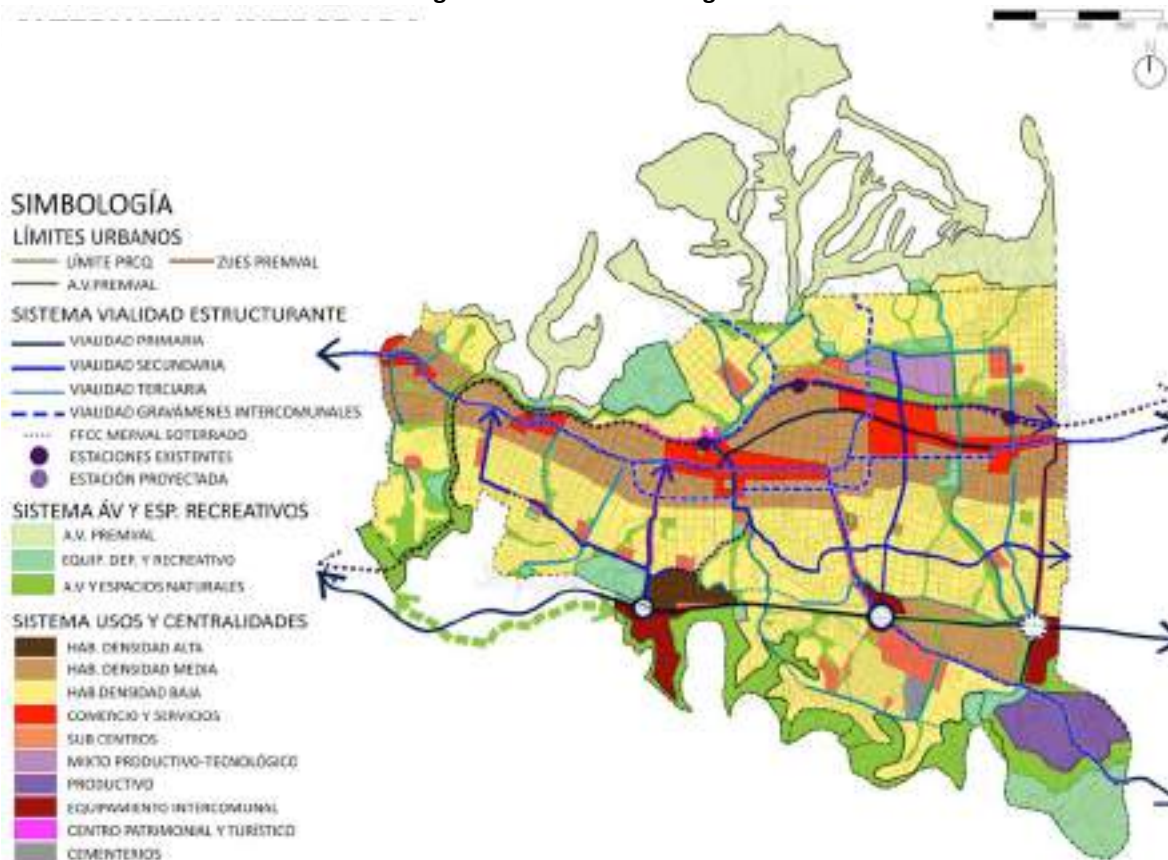 SIMBOLOGÍA
LÍMITES URBANOS
LÍMITE PRCQ ZUES PREMVAL
A.V.PREMVAL
SISTEMA VIALIDAD ESTRUCTURANTE
VIALIDAD PRIMARIA
VIALIDAD SECUNDARIA
VIALIDAD TERCIARIA
VIALIDAD GRAVÁMENES INTERCOMUNALES
FFCC MERVAL SOTERRADO
ESTACIONES EXISTENTES
ESTACIÓN PROYECTADA
SISTEMA ÁV Y ESP. RECREATIVOS
A.V. PREMVAL
EQUIP. DEP. Y RECREATIVO
A.V Y ESPACIOS NATURALES
SISTEMA USOS Y CENTRALIDADES
HAB. DENSIDAD ALTA
HAB. DENSIDAD MEDIA
HAB.DENSIDAD BAJA
COMERCIO Y SERVICIOS
SUB CENTROS
MIXTO PRODUCTIVO-TECNOLÓGICO
PRODUCTIVO
EQUIPAMIENTO INTERCOMUNAL
CENTRO PATRIMONIAL Y TURÍSTICO
CEMENTERIOS
N